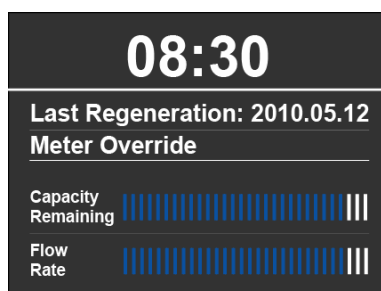 08:30
Last Regeneration: 2010.05.12
Meter Override
Capacity
Remaining
Flow
Rate